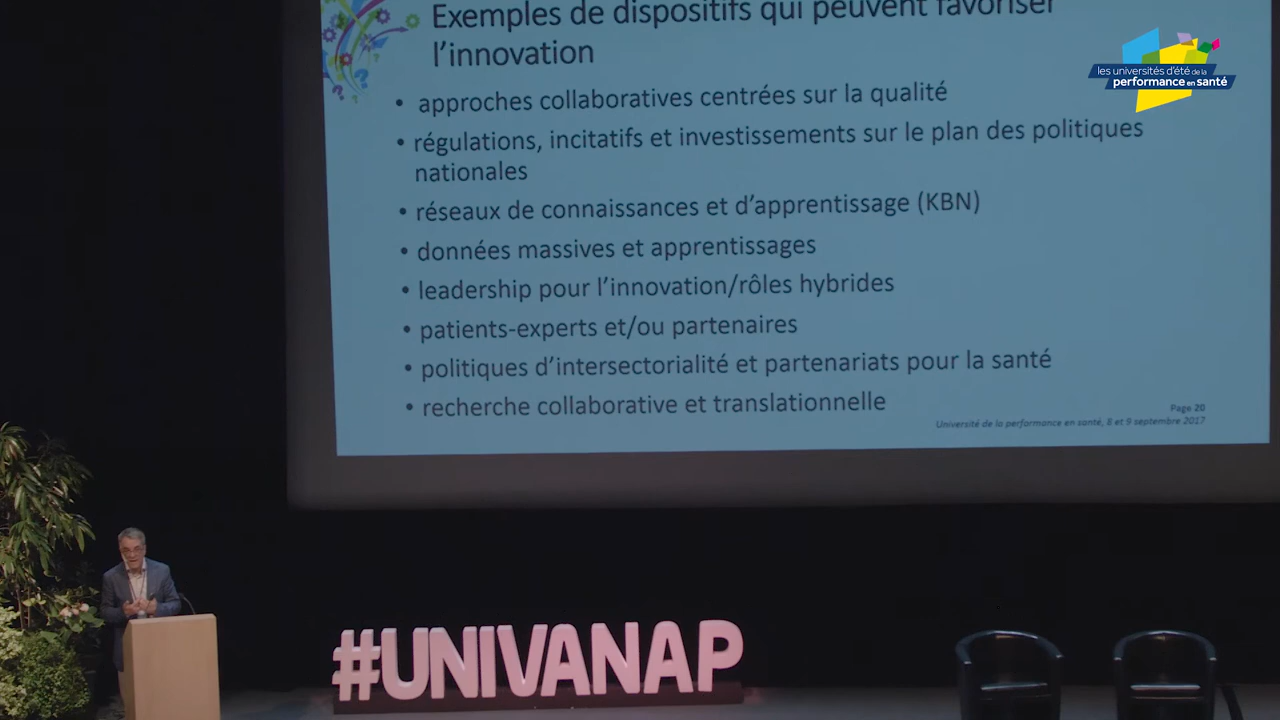 Exemples de dispositifs qui peuvent favoriser
l'innovation
les universités d'été de la
performance en santé
• approches collaboratives centrées sur la qualité
• régulations, incitatifs et investissements sur le plan des politiques
nationales
• réseaux de connaissances et d'apprentissage (KBN)
• données massives et apprentissages
• leadership pour l'innovation/rôles hybrides
• patients-experts et/ou partenaires
• politiques d'intersectorialité et partenariats pour la santé
• recherche collaborative et translationnelle
Page 20
Université de la performance en santé, 8 et 9 septembre 2017
#UNIVANAP